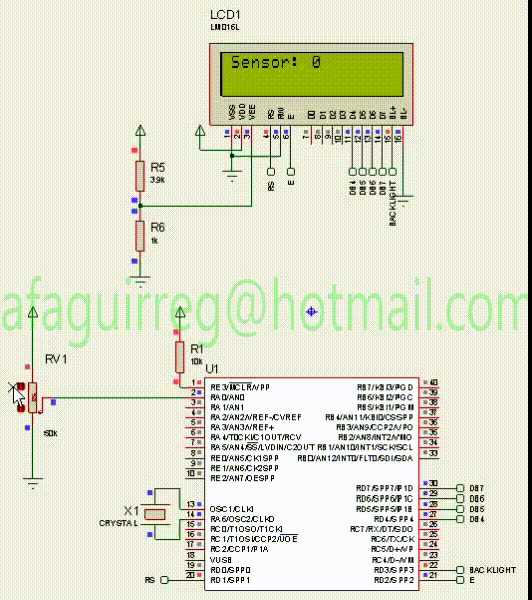 LCD1
LM016L
Sensor: 0
VSS VDD VEE RS RW E D0 D1 D2 D3 D4 D5 D6 D7 BL+ BL-
1 2 3 4 5 6 7 8 9 10 11 12 13 14 15 16
RS E DB4 DB5 DB6 DB7 BACKLIGHT
R5
3.9k
R6
1k
afaguirreg@hotmail.com
RV1
50k
R1
10k
U1
1 RE3/MCLR/VPP RB7/KBI3/PGD 40
2 RA0/AN0 RB6/KBI2/PGC 39
3 RA1/AN1 RB5/KBI1/PGM 38
4 RA2/AN2/VREF-/CVREF RB4/AN11/KBI0/CSSPP 37
5 RA3/AN3/VREF+ RB3/AN9/CCP2A/VPO 36
6 RA4/T0CKI/C1OUT/RCV RB2/AN8/INT2/VMO 35
7 RA5/AN4/SS/LVDIN/C2OUT RB1/AN10/INT1/SCK/SCL 34
8 RE0/AN5/CK1SPP RB0/AN12/INT0/FLT0/SDI/SDA 33
9 RE1/AN6/CK2SPP
10 RE2/AN7/OESPP
RD7/SPP7/P1D 30 DB7
RD6/SPP6/P1C 29 DB6
13 OSC1/CLKI RD5/SPP5/P1B 28 DB5
14 RA6/OSC2/CLKO RD4/SPP4 27 DB4
15 RC0/T1OSO/T1CKI RC7/RX/DT/SDO 26
16 RC1/T1OSI/CCP2/UOE RC6/TX/CK 25
17 RC2/CCP1/P1A RC5/D+/VP 24
18 VUSB RC4/D-/VM 23
19 RD0/SPP0 RD3/SPP3 22 BACKLIGHT
RS 20 RD1/SPP1 RD2/SPP2 21 E
X1
CRYSTAL